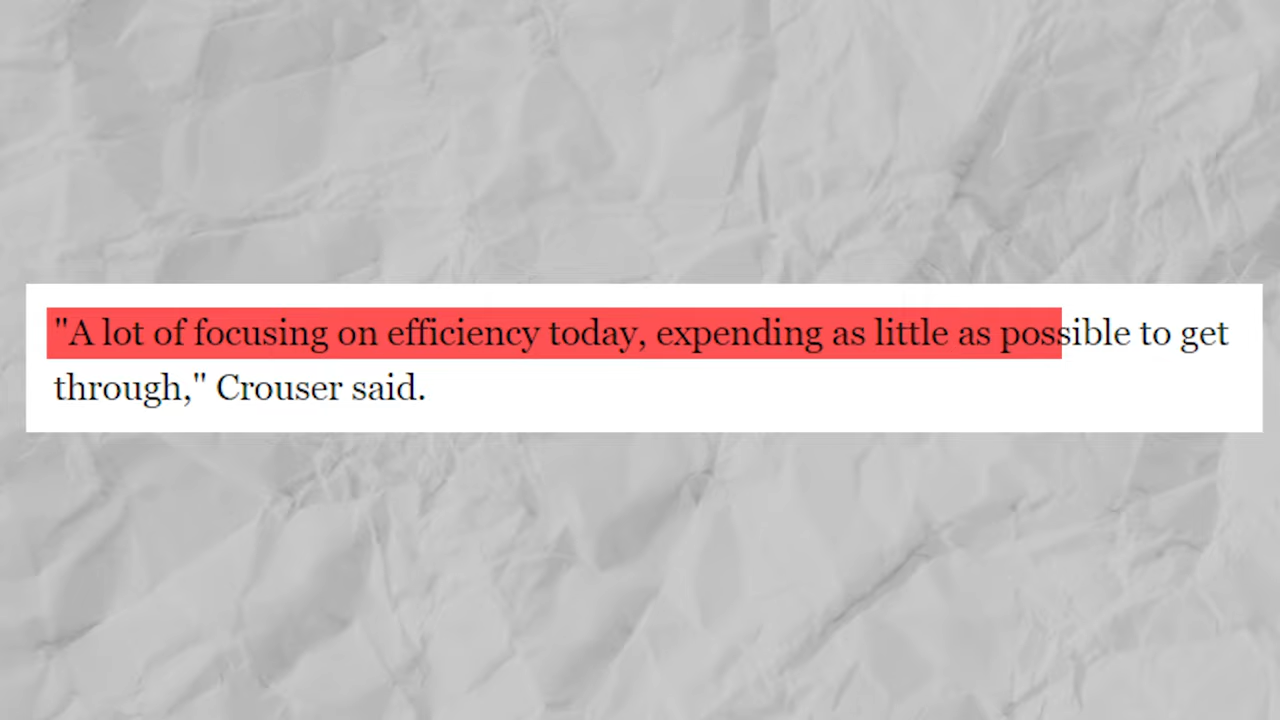 "A lot of focusing on efficiency today, expending as little as possible to get
through," Crouser said.